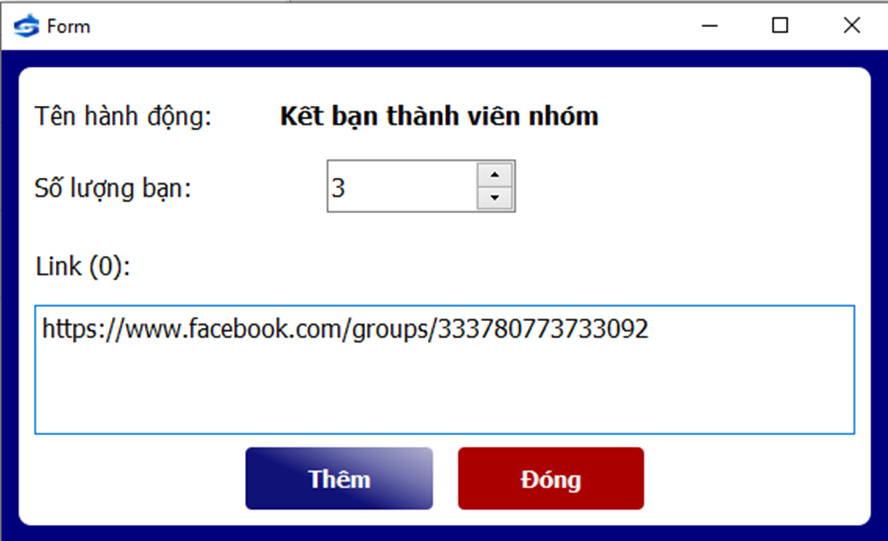 Form
Tên hành động: Kết bạn thành viên nhóm
Số lượng bạn: 3
Link (0):
https://www.facebook.com/groups/333780773733092
Thêm Đóng